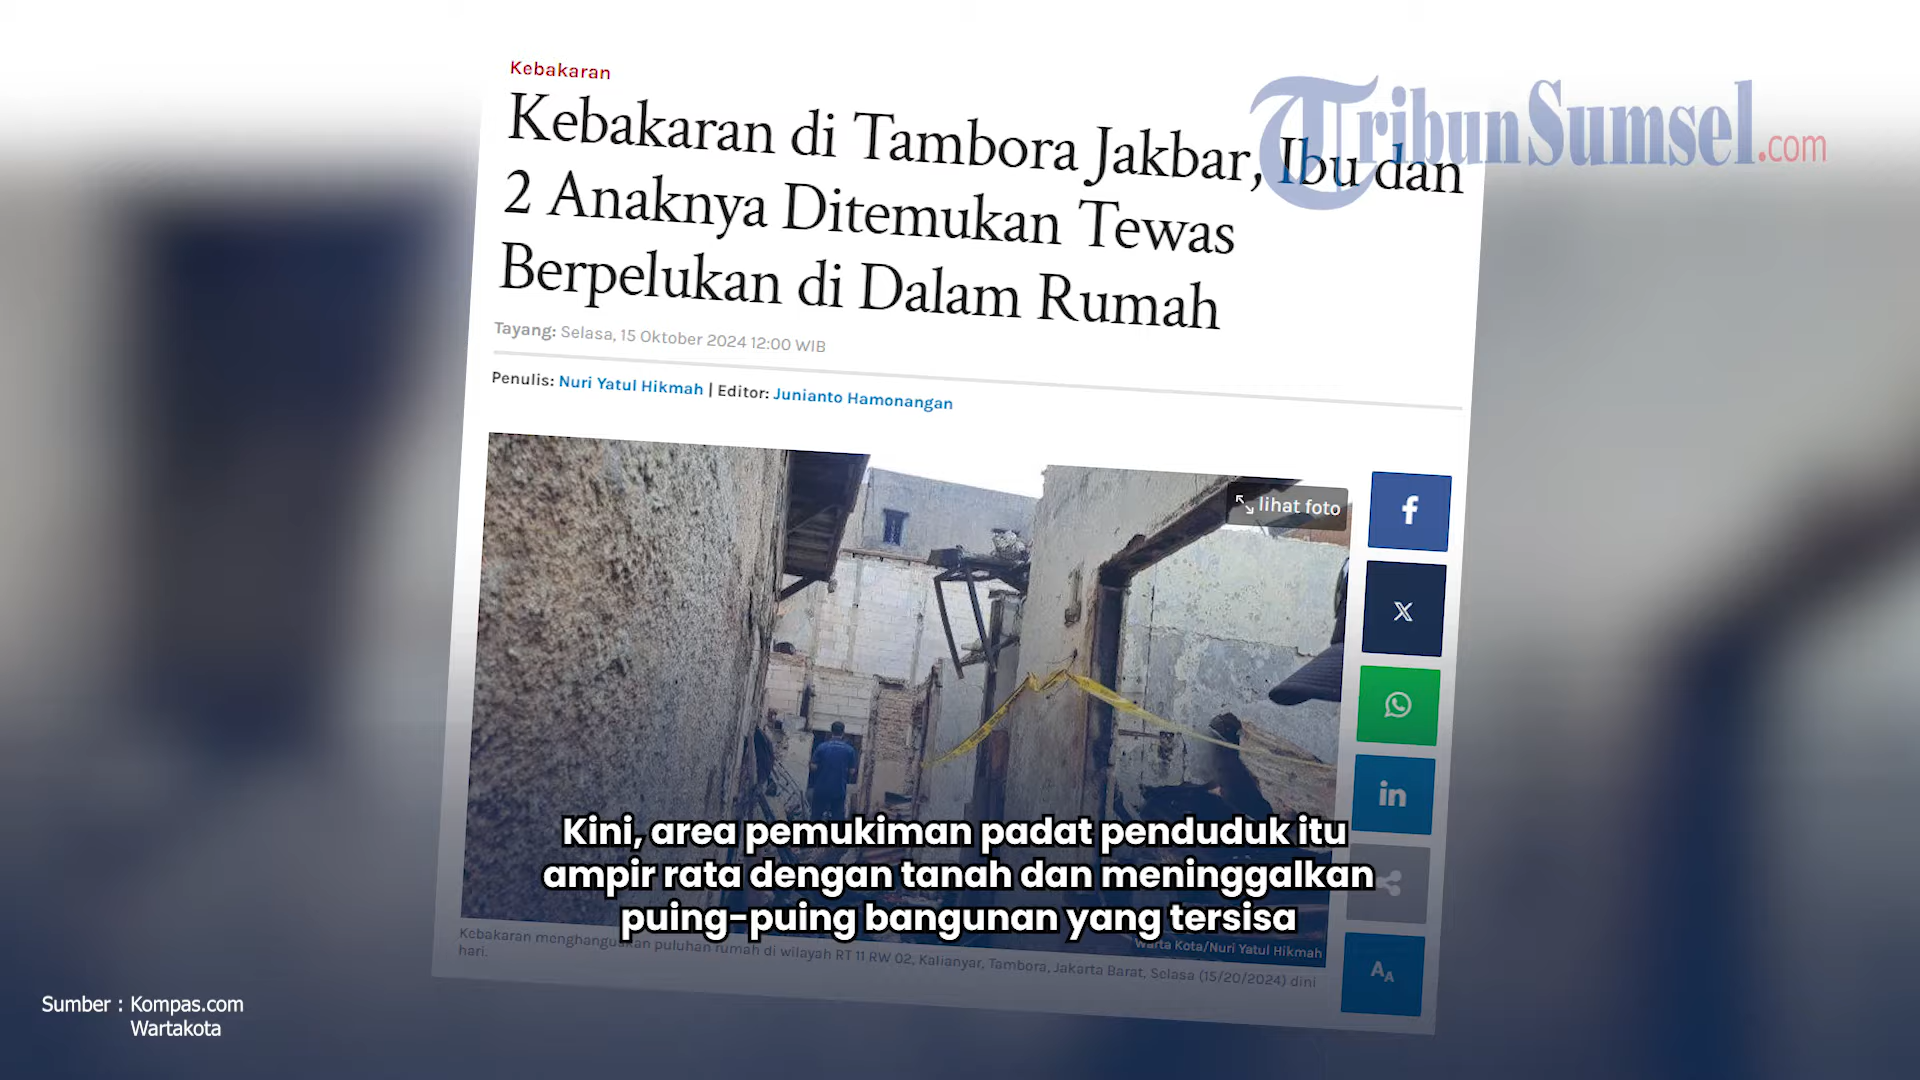 Kebakaran
TribunSumsel.com
Kebakaran di Tambora Jakbar, Ibu dan
2 Anaknya Ditemukan Tewas
Berpelukan di Dalam Rumah
Tayang: Selasa, 15 Oktober 2024 12:00 WIB
Penulis: Nuri Yatul Hikmah | Editor: Junianto Hamonangan
lihat foto
Kini, area pemukiman padat penduduk itu
ampir rata dengan tanah dan meninggalkan
puing-puing bangunan yang tersisa
Warta Kota/Nuri Yatul Hikmah
Kebakaran menghanguskan puluhan rumah di wilayah RT 11 RW 02, Kalianyar, Tambora, Jakarta Barat, Selasa (15/20/2024) dini
hari.
AA
Sumber : Kompas.com
Wartakota